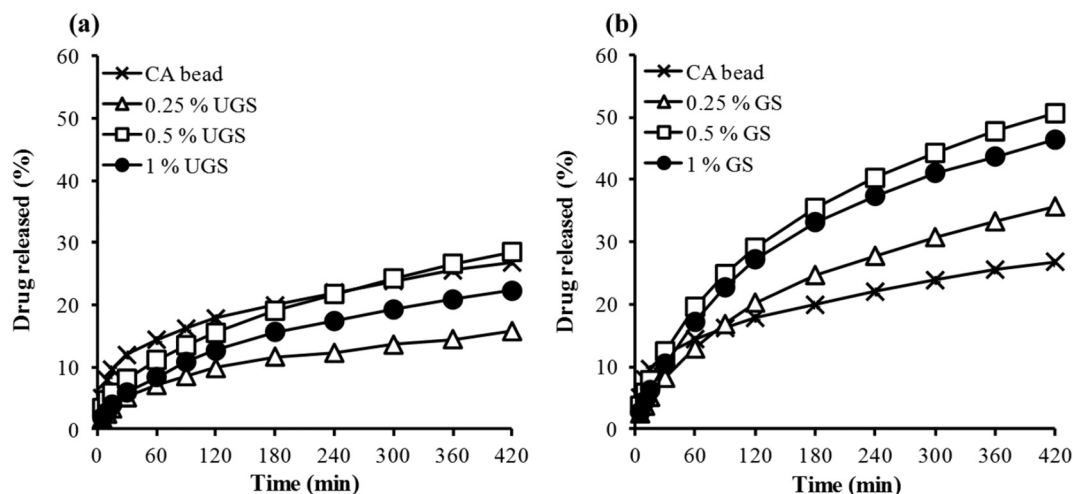 (a)
60
50
40
30
20
10
0
Drug released (%)
CA bead
0.25 % UGS
0.5 % UGS
1 % UGS
0 60 120 180 240 300 360 420
Time (min)
(b)
60
50
40
30
20
10
0
Drug released (%)
CA bead
0.25 % GS
0.5 % GS
1 % GS
0 60 120 180 240 300 360 420
Time (min)